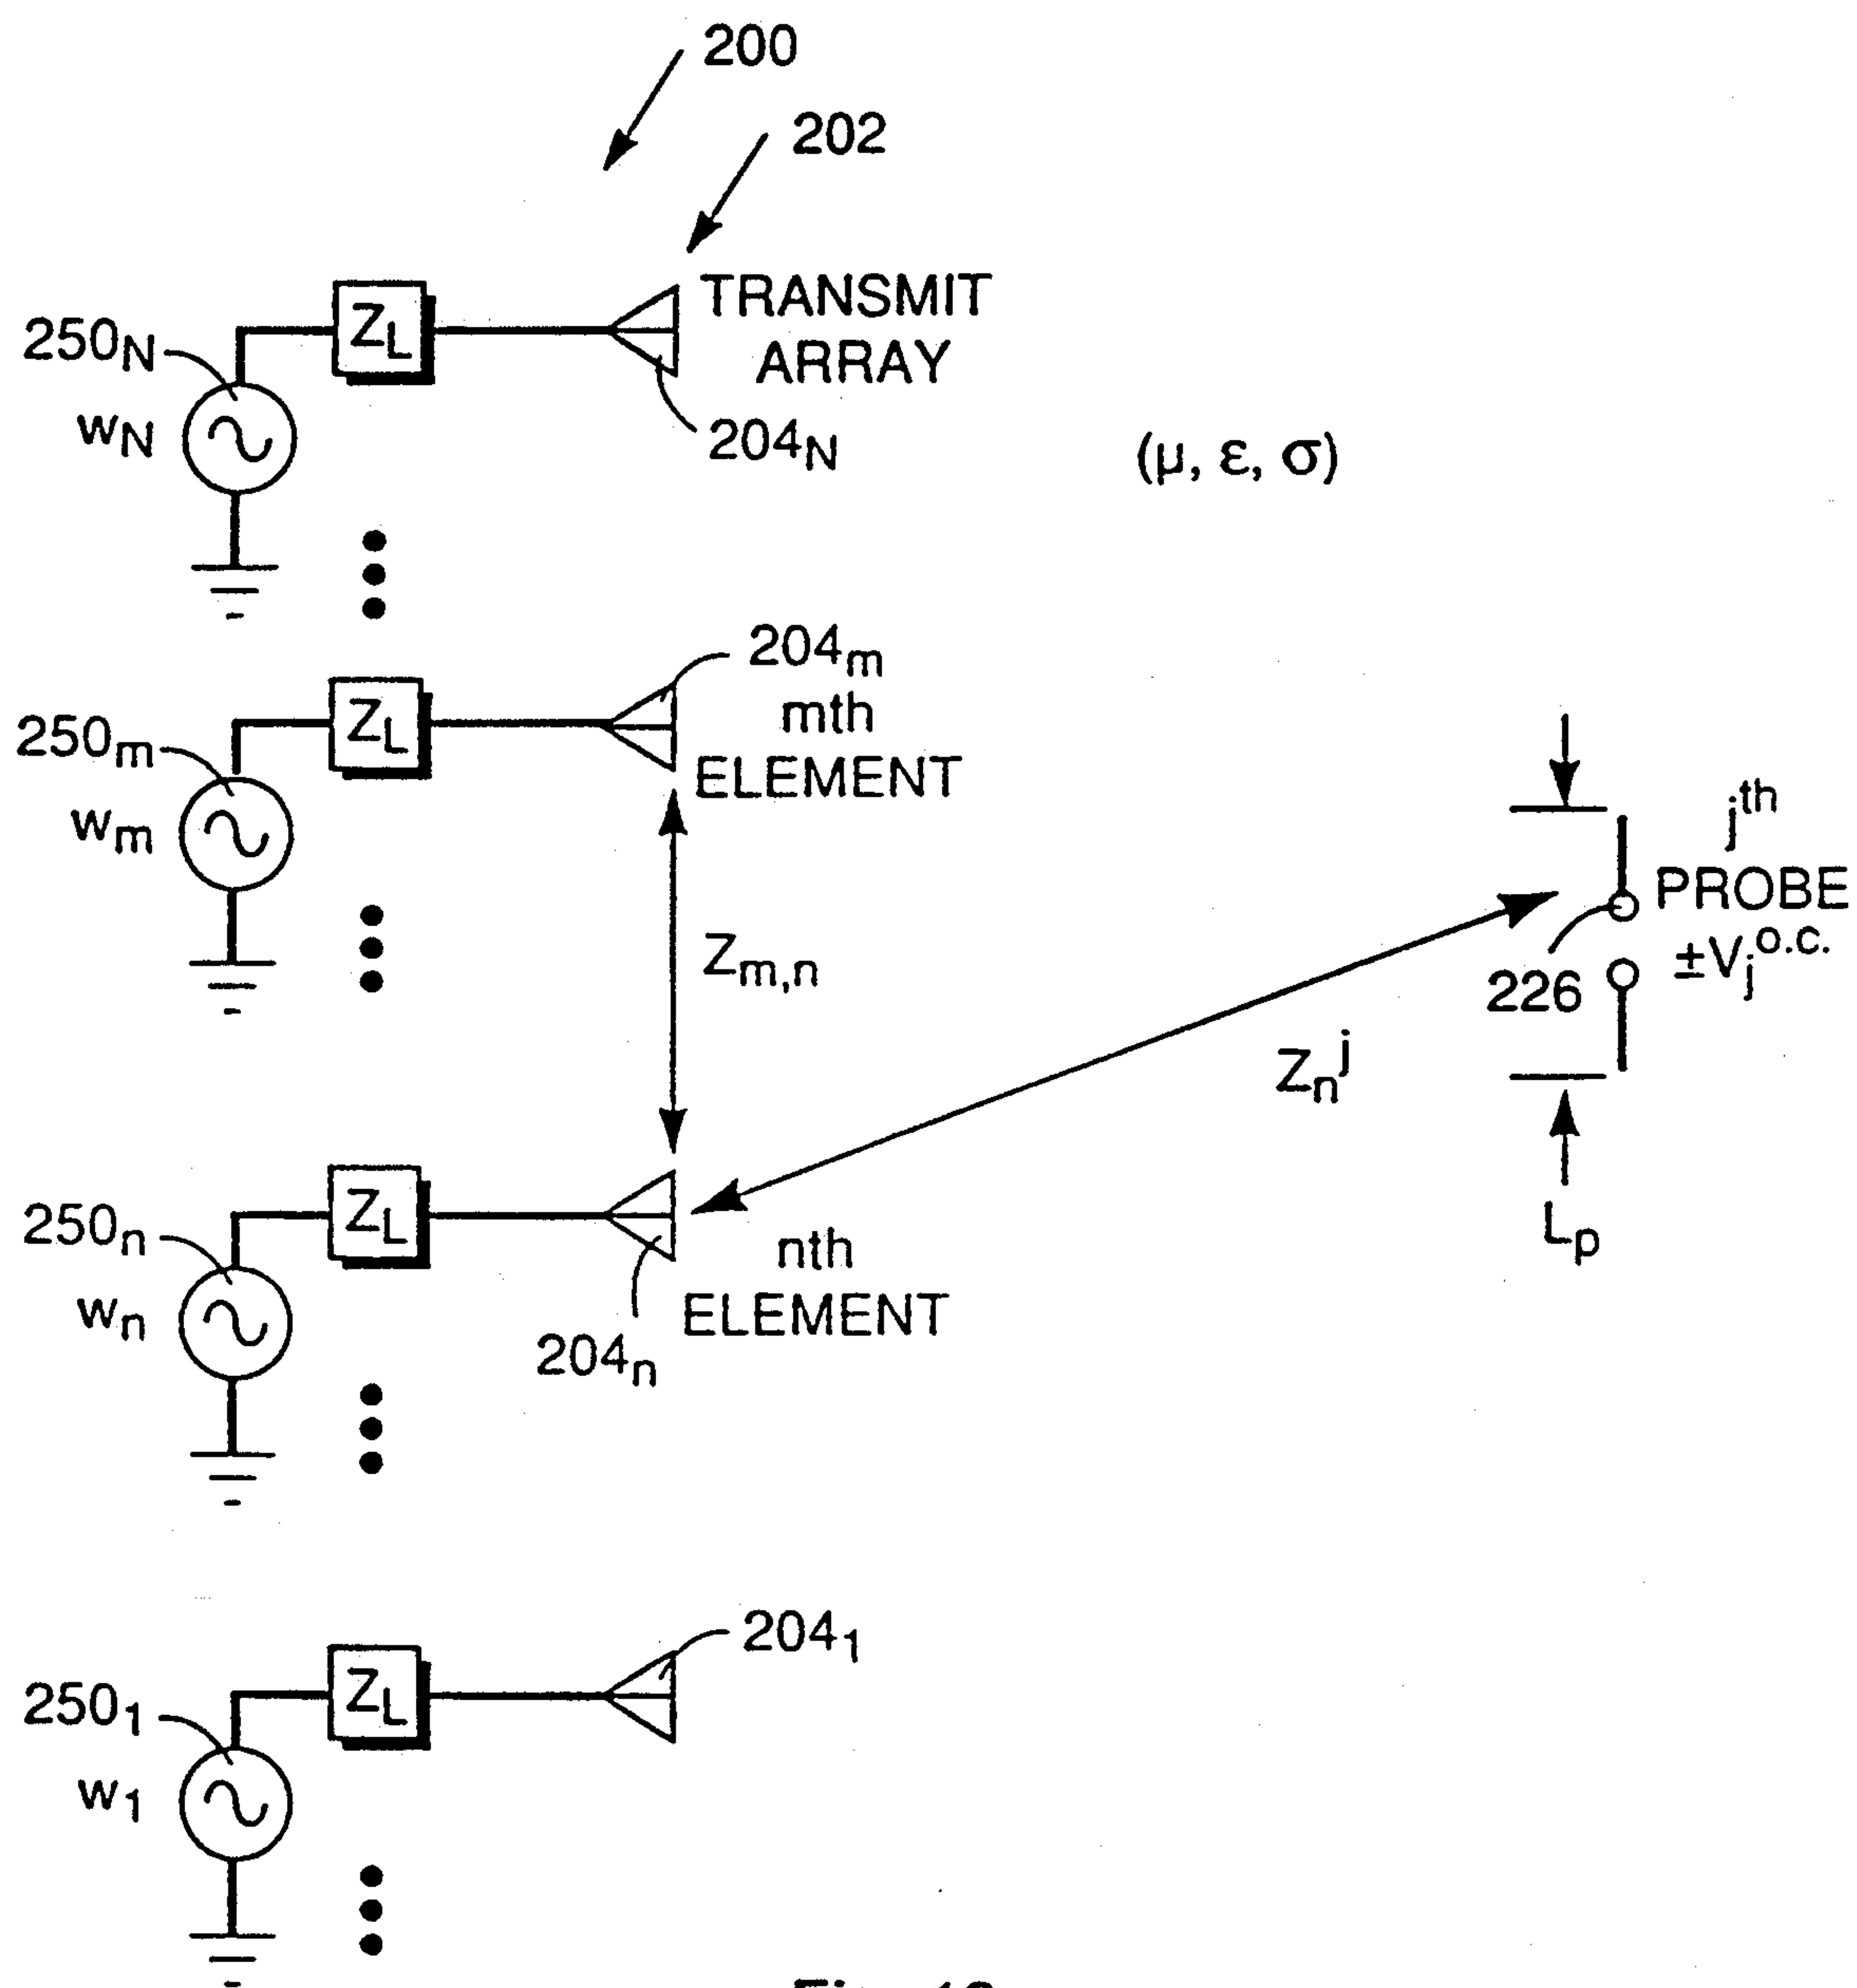 200
202
250N
ZL
TRANSMIT
ARRAY
wN
204N
(μ, ε, σ)
204m
mth
ELEMENT
250m
ZL
wm
jth
PROBE
±Vj o.c.
226
Zm,n
Znj
Lp
250n
ZL
wn
nth
ELEMENT
204n
2041
2501
ZL
w1